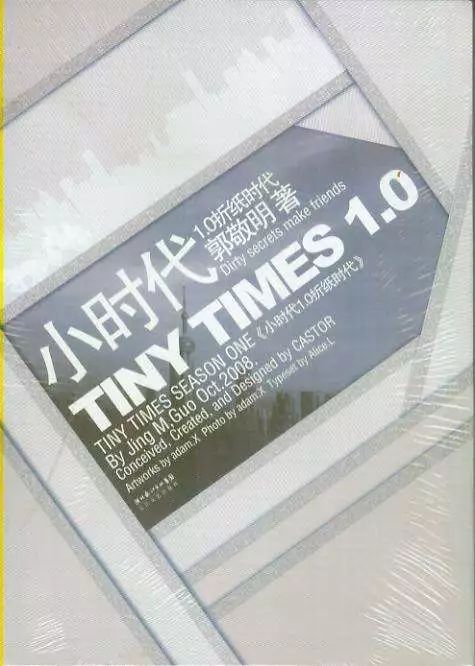 小时代
1.0折纸时代
郭敬明 著
Dirty secrets make friends
TINY TIMES 1.0
TINY TIMES SEASON ONE《小时代1.0折纸时代》
By Jing M.Guo Oct.2008.
Conceived, Created, and Designed by CASTOR
Artworks by adam.X Photo by adam.X Typeset by Alice.L